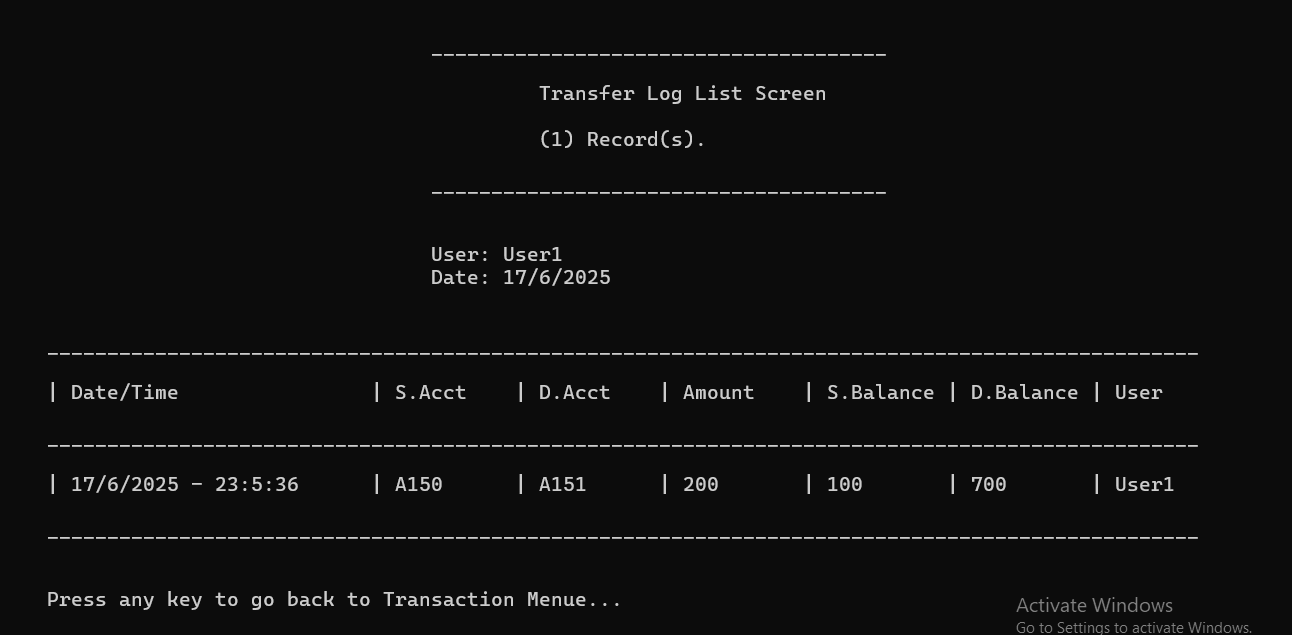 Transfer Log List Screen
(1) Record(s).
User: User1
Date: 17/6/2025
| Date/Time | S.Acct | D.Acct | Amount | S.Balance | D.Balance | User
| 17/6/2025 - 23:5:36 | A150 | A151 | 200 | 100 | 700 | User1
Press any key to go back to Transaction Menue...
Activate Windows
Go to Settings to activate Windows.